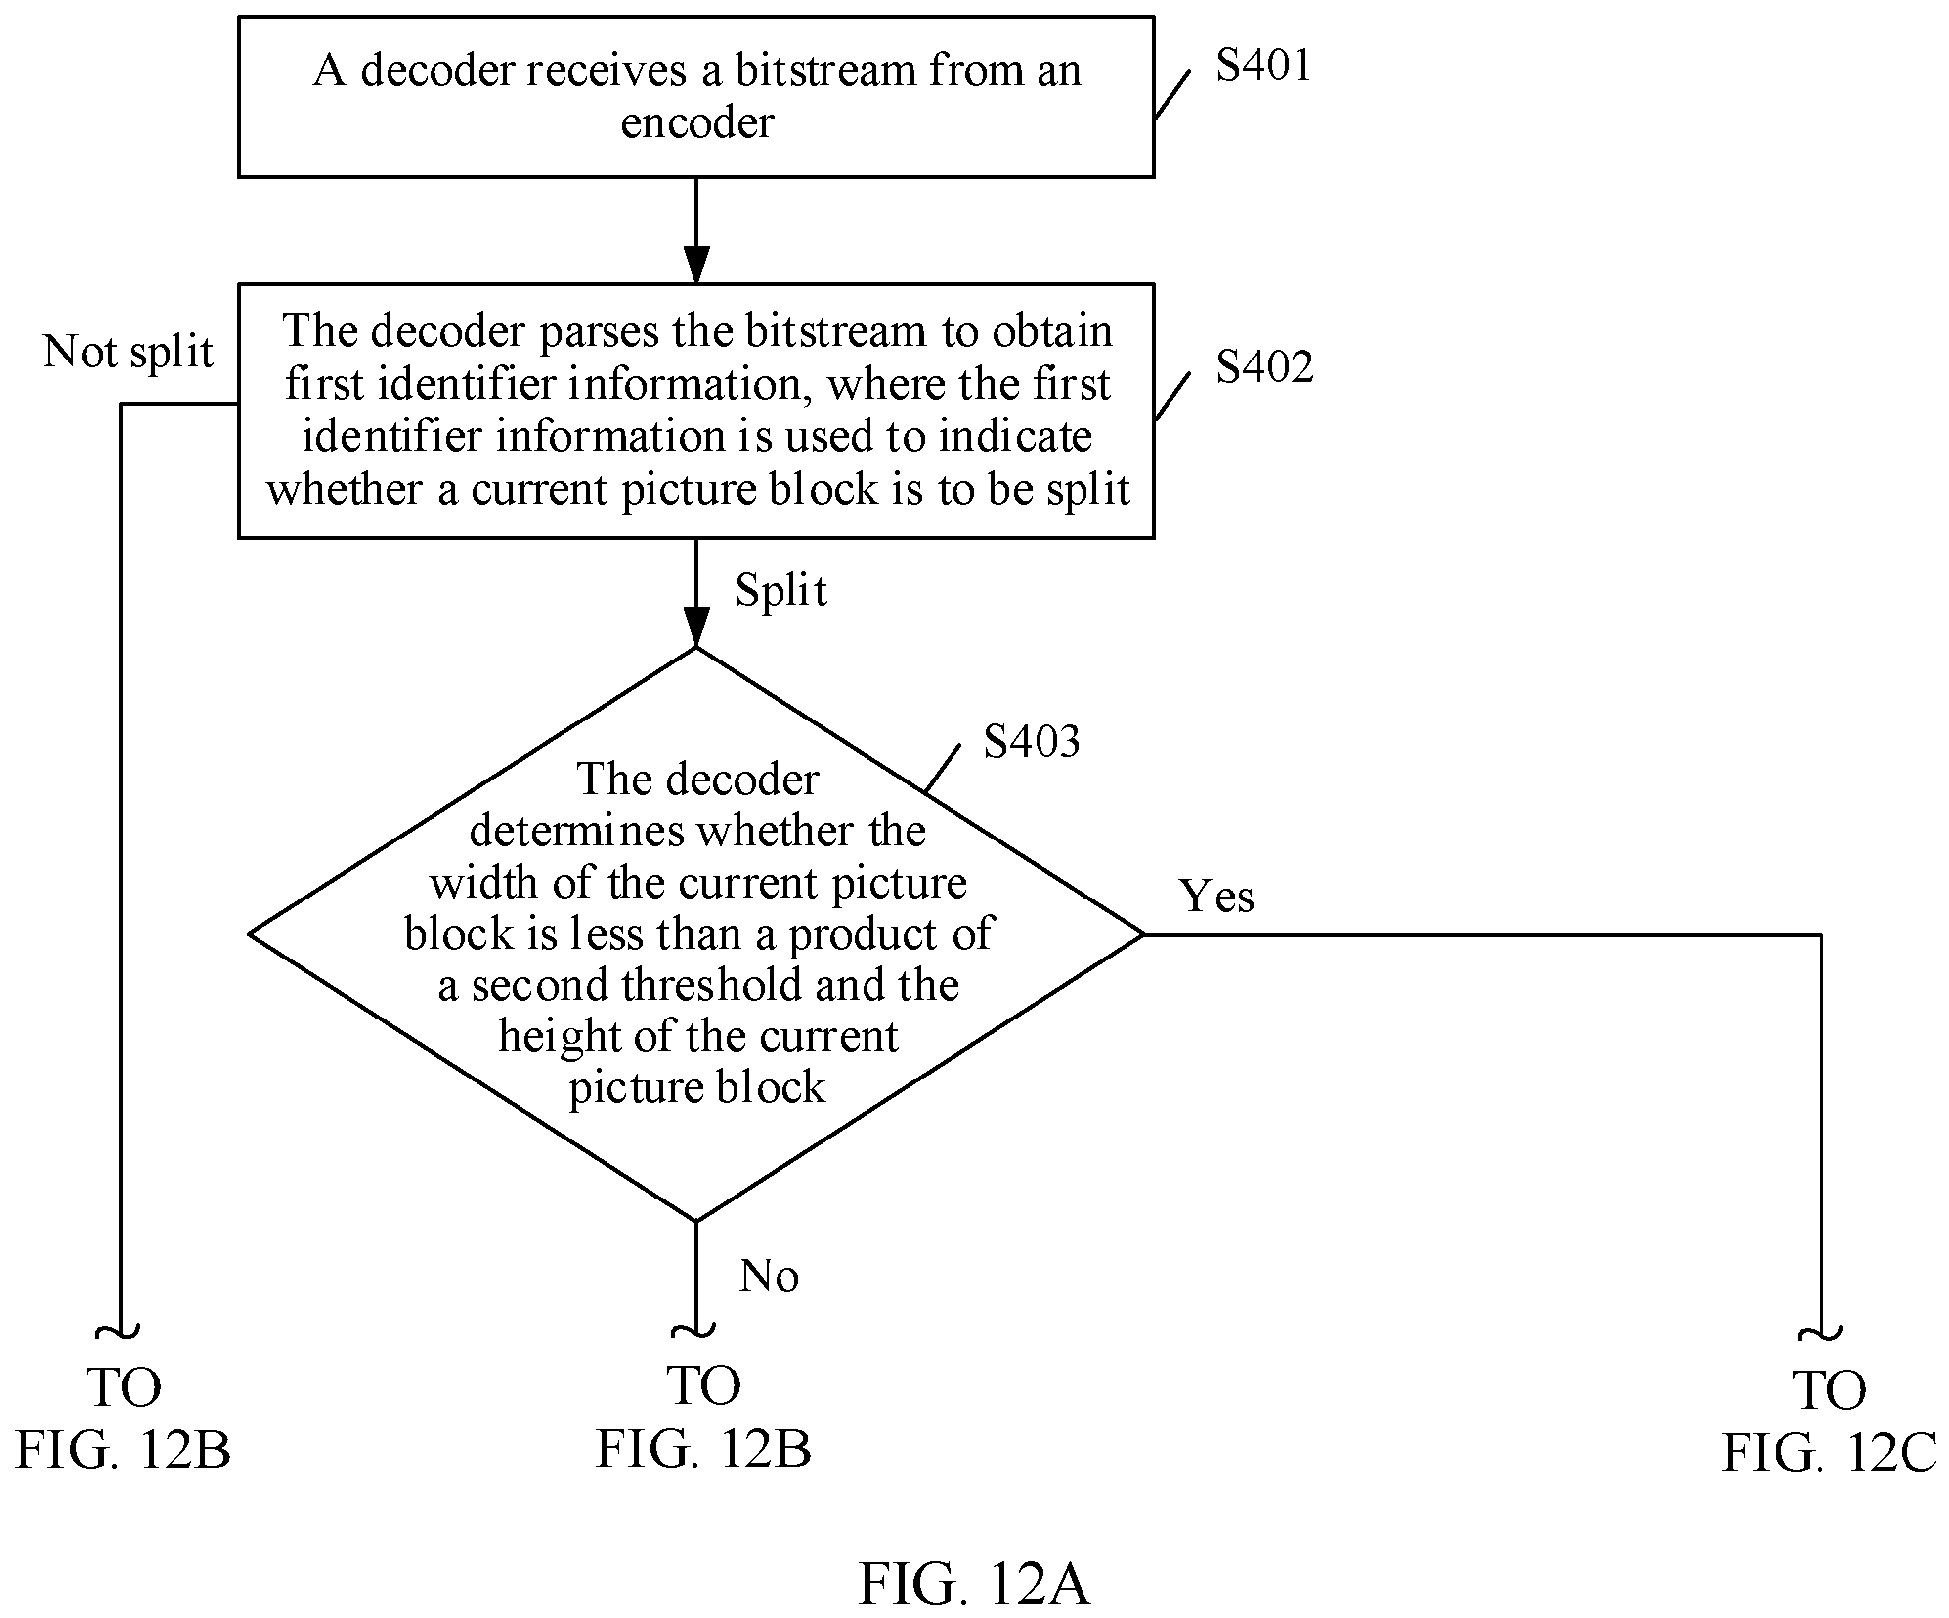 A decoder receives a bitstream from an
encoder
S401
Not split
The decoder parses the bitstream to obtain
first identifier information, where the first
identifier information is used to indicate
whether a current picture block is to be split
S402
Split
S403
The decoder
determines whether the
width of the current picture
block is less than a product of
a second threshold and the
height of the current
picture block
Yes
No
TO
FIG. 12B
TO
FIG. 12B
TO
FIG. 12C
FIG. 12A